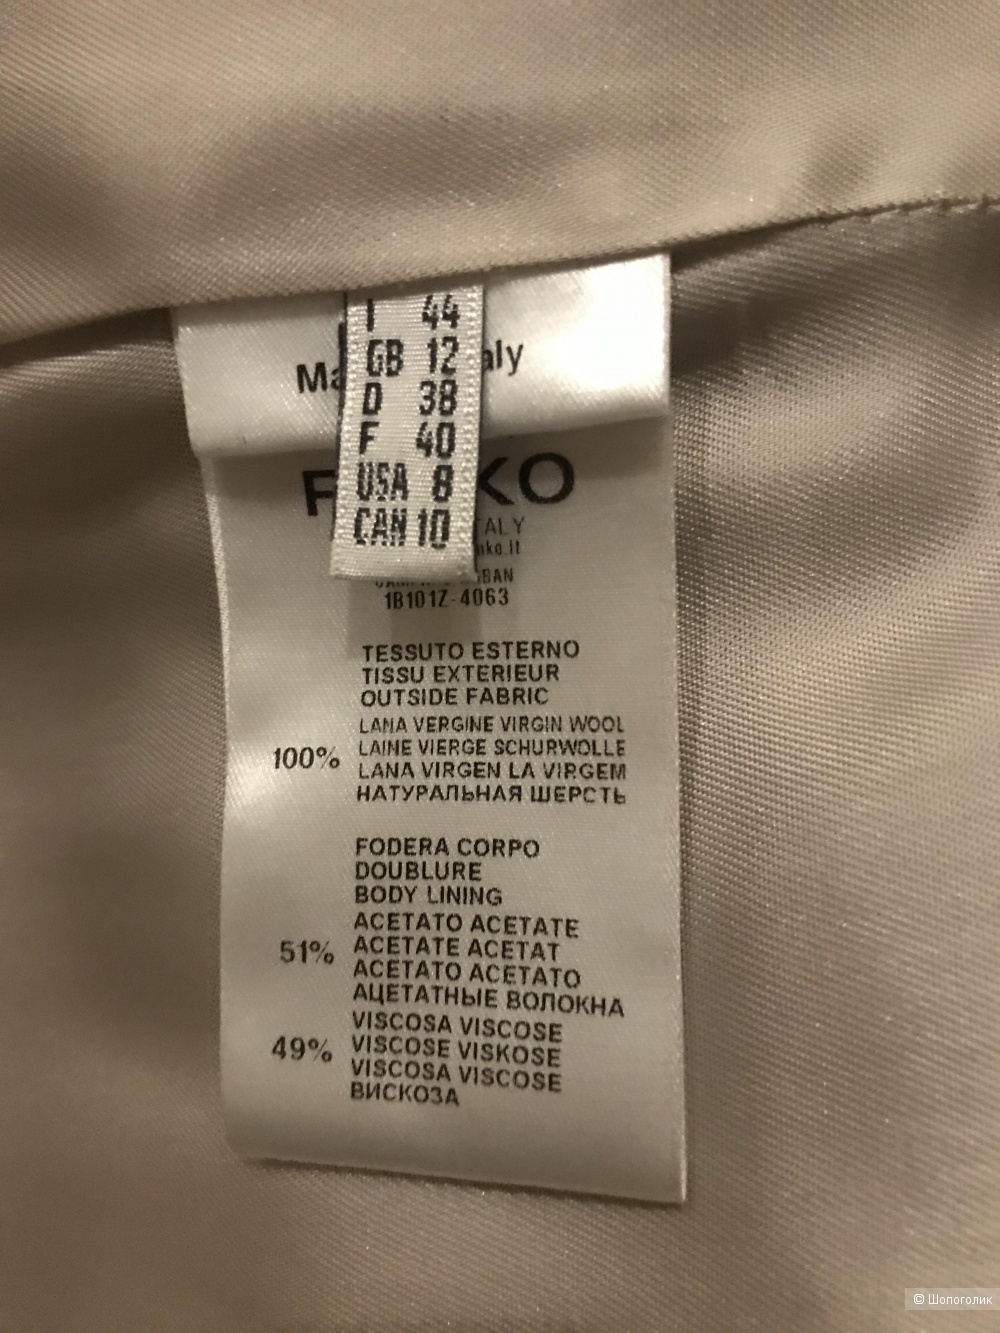 I 44
GB 12
D 38
F 40
USA 8
CAN 10
1B101Z-4063
TESSUTO ESTERNO
TISSU EXTERIEUR
OUTSIDE FABRIC
LANA VERGINE VIRGIN WOOL
100% LAINE VIERGE SCHURWOLLE
LANA VIRGEN LA VIRGEM
НАТУРАЛЬНАЯ ШЕРСТЬ
FODERA CORPO
DOUBLURE
BODY LINING
ACETATO ACETATE
51% ACETATE ACETAT
ACETATO ACETATO
АЦЕТАТНЫЕ ВОЛОКНА
VISCOSA VISCOSE
49% VISCOSE VISKOSE
VISCOSA VISCOSE
ВИСКОЗА
© Шопоголик